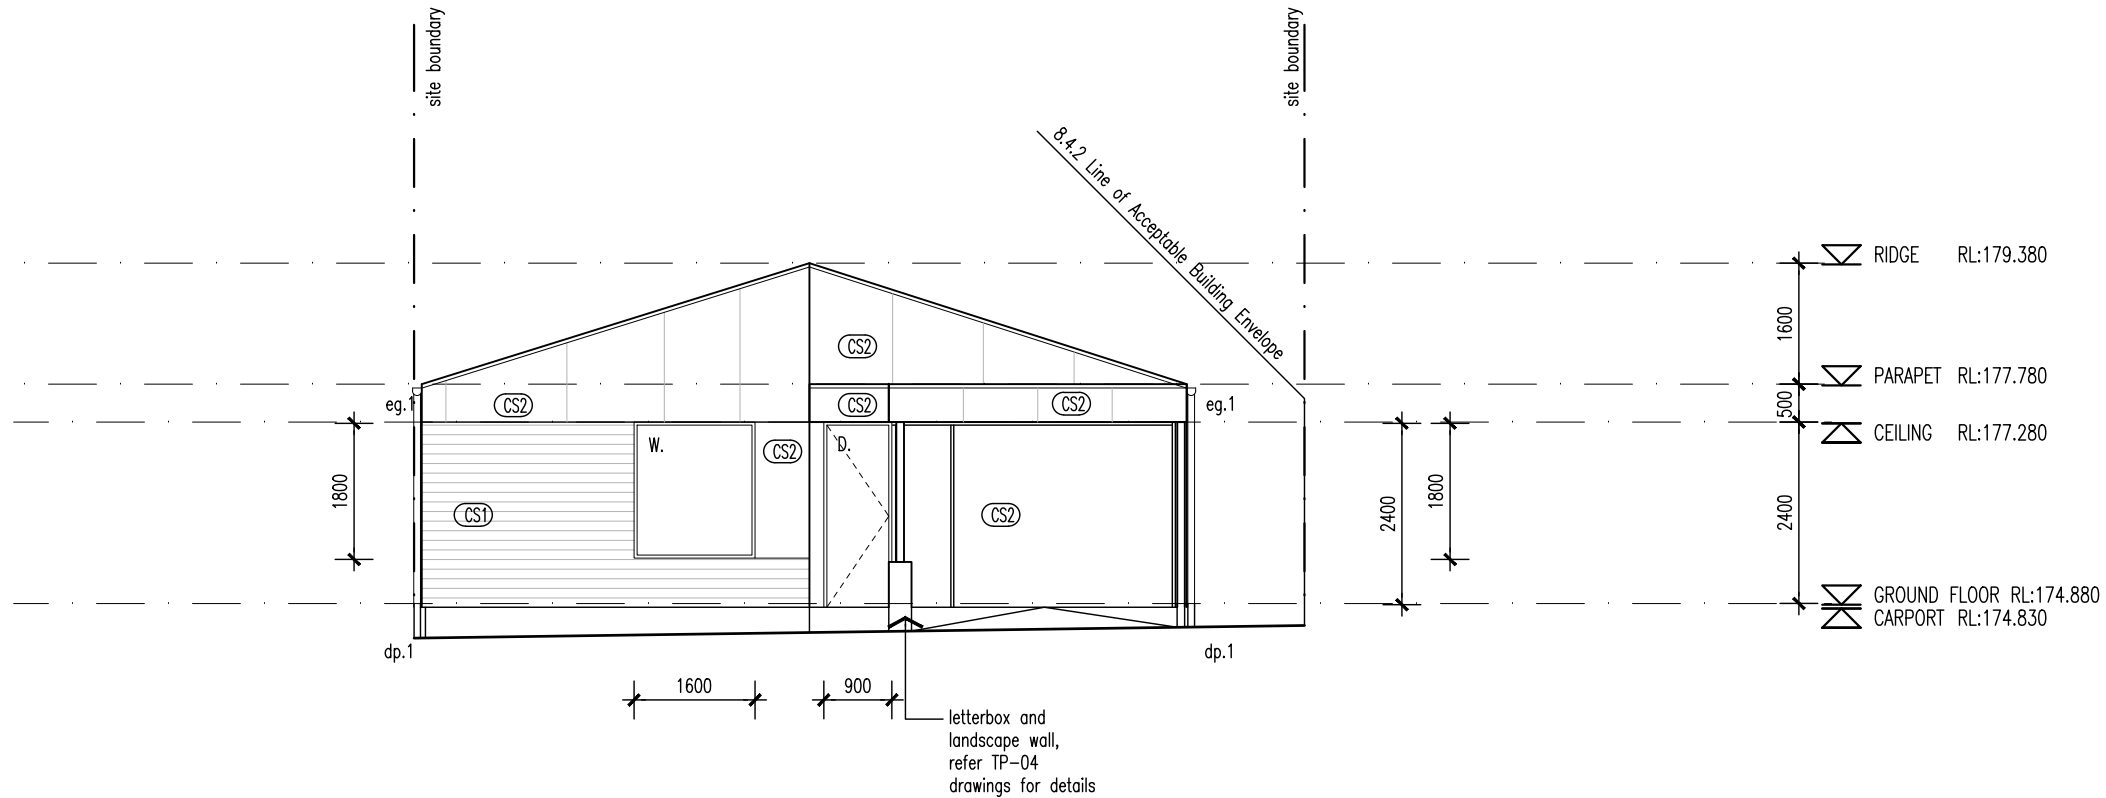 site boundary
site boundary
8.4.2 Line of Acceptable Building Envelope
RIDGE RL:179.380
1600
CS2
PARAPET RL:177.780
500
eg.1
CS2
CS2
CS2
eg.1
CEILING RL:177.280
W.
CS2
D.
1800
CS1
CS2
2400
1800
2400
GROUND FLOOR RL:174.880
CARPORT RL:174.830
dp.1
dp.1
1600
900
letterbox and
landscape wall,
refer TP-04
drawings for details